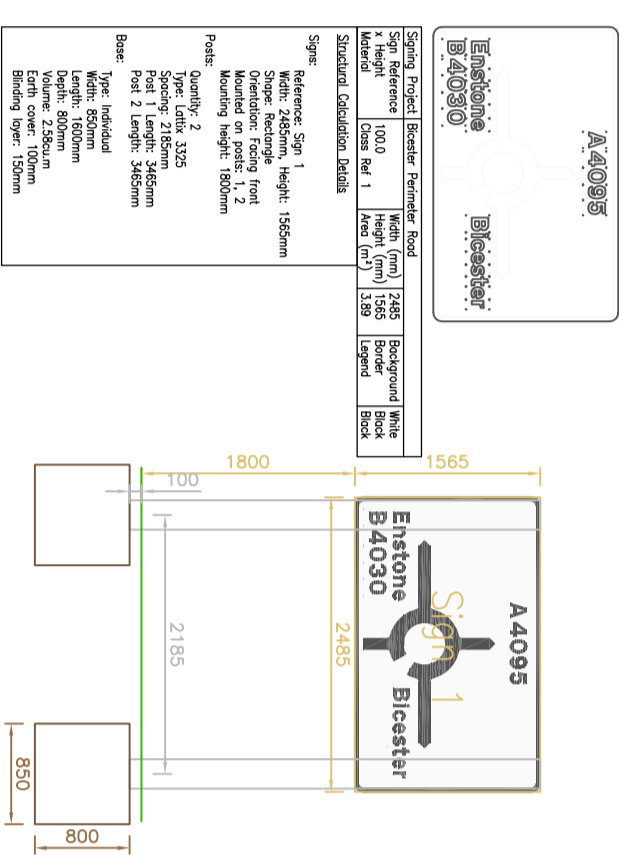 A4095
Enstone
B4030
Bicester
Signing Project Bicester Perimeter Road
Sign Reference Width (mm) 2485 Background White
x Height 100.0 Height (mm) 1565 Border Black
Material Class Ref 1 Area (m²) 3.89 Legend Black
Structural Calculation Details
Signs:
Reference: Sign 1
Width: 2485mm, Height: 1565mm
Shape: Rectangle
Orientation: Facing front
Mounted on posts: 1, 2
Mounting height: 1800mm
Posts:
Quantity: 2
Type: Lattix 3325
Spacing: 2185mm
Post 1 Length: 3465mm
Post 2 Length: 3465mm
Base:
Type: Individual
Width: 850mm
Length: 1600mm
Depth: 800mm
Volume: 2.58cu.m
Earth cover: 100mm
Blinding layer: 150mm
1565
A4095
Sign 1
Enstone
B4030
Bicester
2485
1800
2185
100
800
850